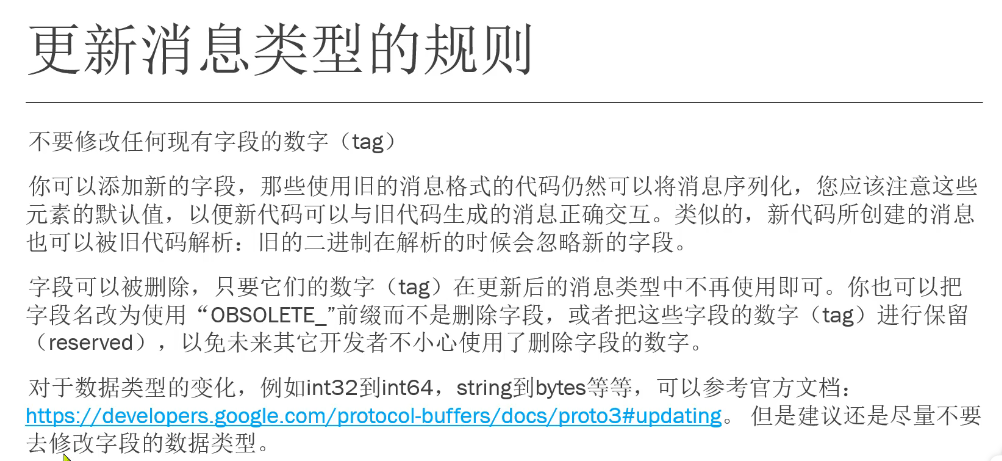 更新消息类型的规则
不要修改任何现有字段的数字（tag）
你可以添加新的字段，那些使用旧的消息格式的代码仍然可以将消息序列化，您应该注意这些
元素的默认值，以便新代码可以与旧代码生成的消息正确交互。类似的，新代码所创建的消息
也可以被旧代码解析：旧的二进制在解析的时候会忽略新的字段。
字段可以被删除，只要它们的数字（tag）在更新后的消息类型中不再使用即可。你也可以把
字段名改为使用“OBSOLETE_”前缀而不是删除字段，或者把这些字段的数字（tag）进行保留
（reserved），以免未来其它开发者不小心使用了删除字段的数字。
对于数据类型的变化，例如int32到int64，string到bytes等等，可以参考官方文档：
https://developers.google.com/protocol-buffers/docs/proto3#updating。 但是建议还是尽量不要
去修改字段的数据类型。